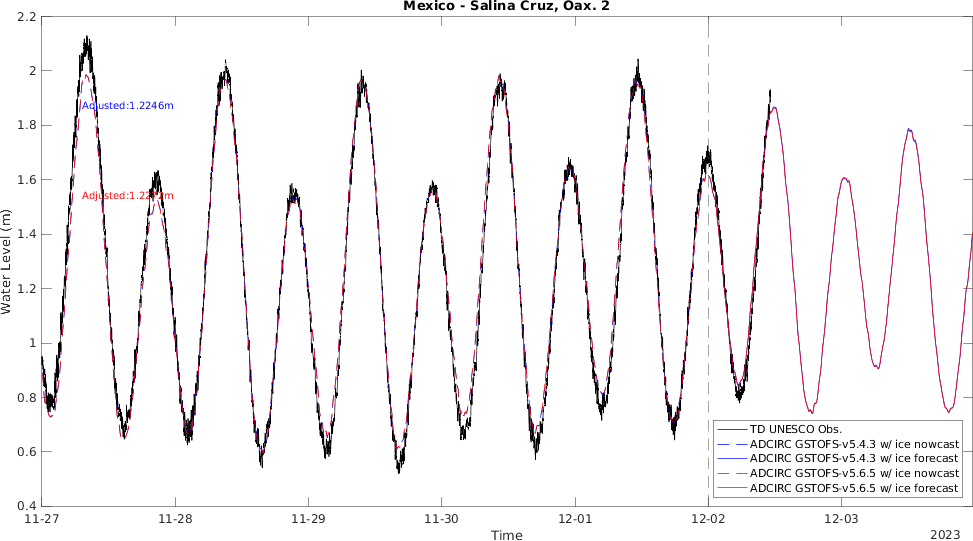 Mexico - Salina Cruz, Oax. 2
2.2
2
1.8
1.6
1.4
1.2
1
0.8
0.6
0.4
Water Level (m)
Adjusted:1.2246m
11-27
11-28
11-29
11-30
12-01
12-02
12-03
Time
2023
TD UNESCO Obs.
ADCIRC GSTOFS-v5.4.3 w/ ice nowcast
ADCIRC GSTOFS-v5.4.3 w/ ice forecast
ADCIRC GSTOFS-v5.6.5 w/ ice nowcast
ADCIRC GSTOFS-v5.6.5 w/ ice forecast